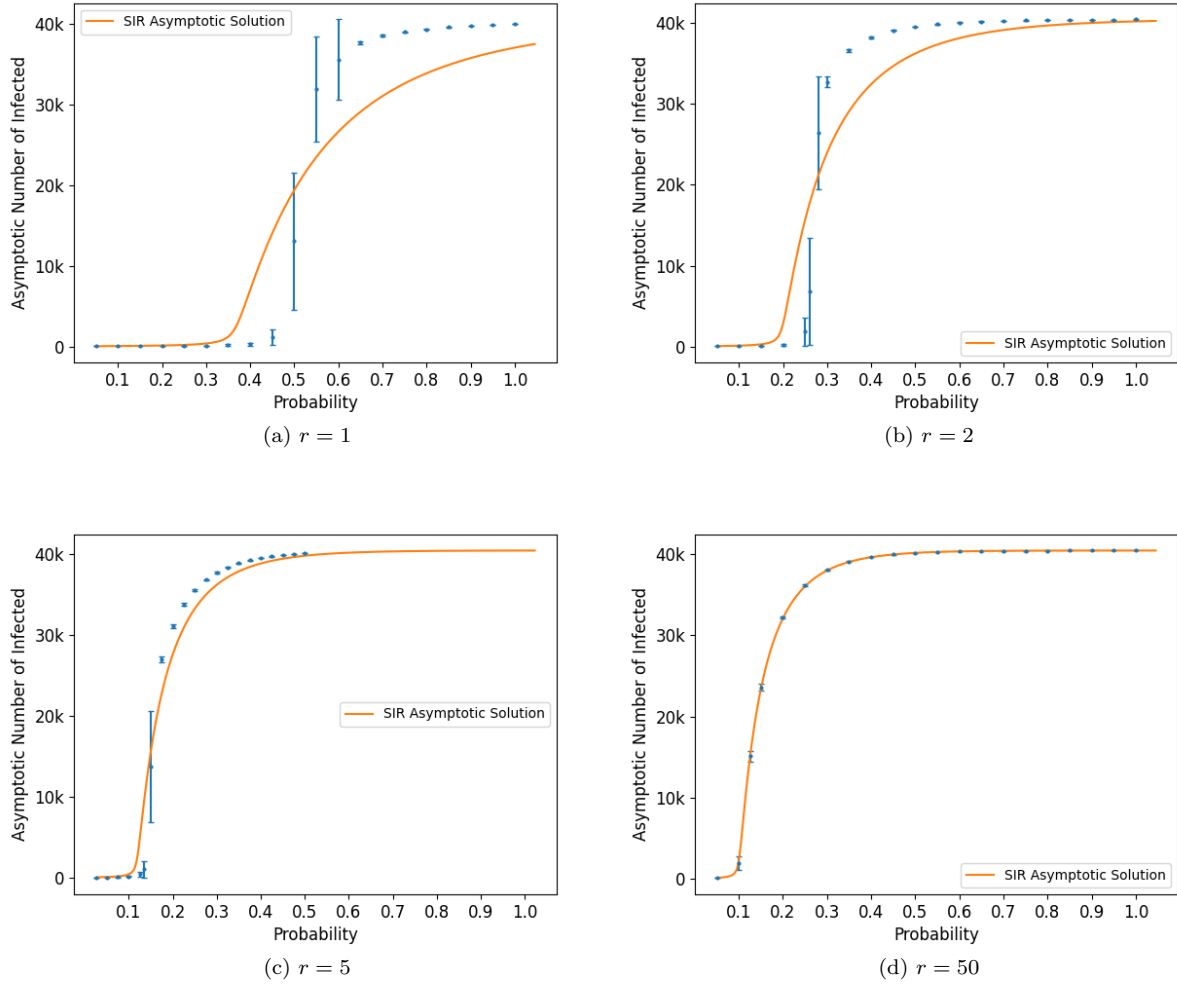 40k
30k
20k
10k
0
Asymptotic Number of Infected
SIR Asymptotic Solution
0.1 0.2 0.3 0.4 0.5 0.6 0.7 0.8 0.9 1.0
Probability
(a) r = 1
40k
30k
20k
10k
0
Asymptotic Number of Infected
SIR Asymptotic Solution
0.1 0.2 0.3 0.4 0.5 0.6 0.7 0.8 0.9 1.0
Probability
(b) r = 2
40k
30k
20k
10k
0
Asymptotic Number of Infected
SIR Asymptotic Solution
0.1 0.2 0.3 0.4 0.5 0.6 0.7 0.8 0.9 1.0
Probability
(c) r = 5
40k
30k
20k
10k
0
Asymptotic Number of Infected
SIR Asymptotic Solution
0.1 0.2 0.3 0.4 0.5 0.6 0.7 0.8 0.9 1.0
Probability
(d) r = 50